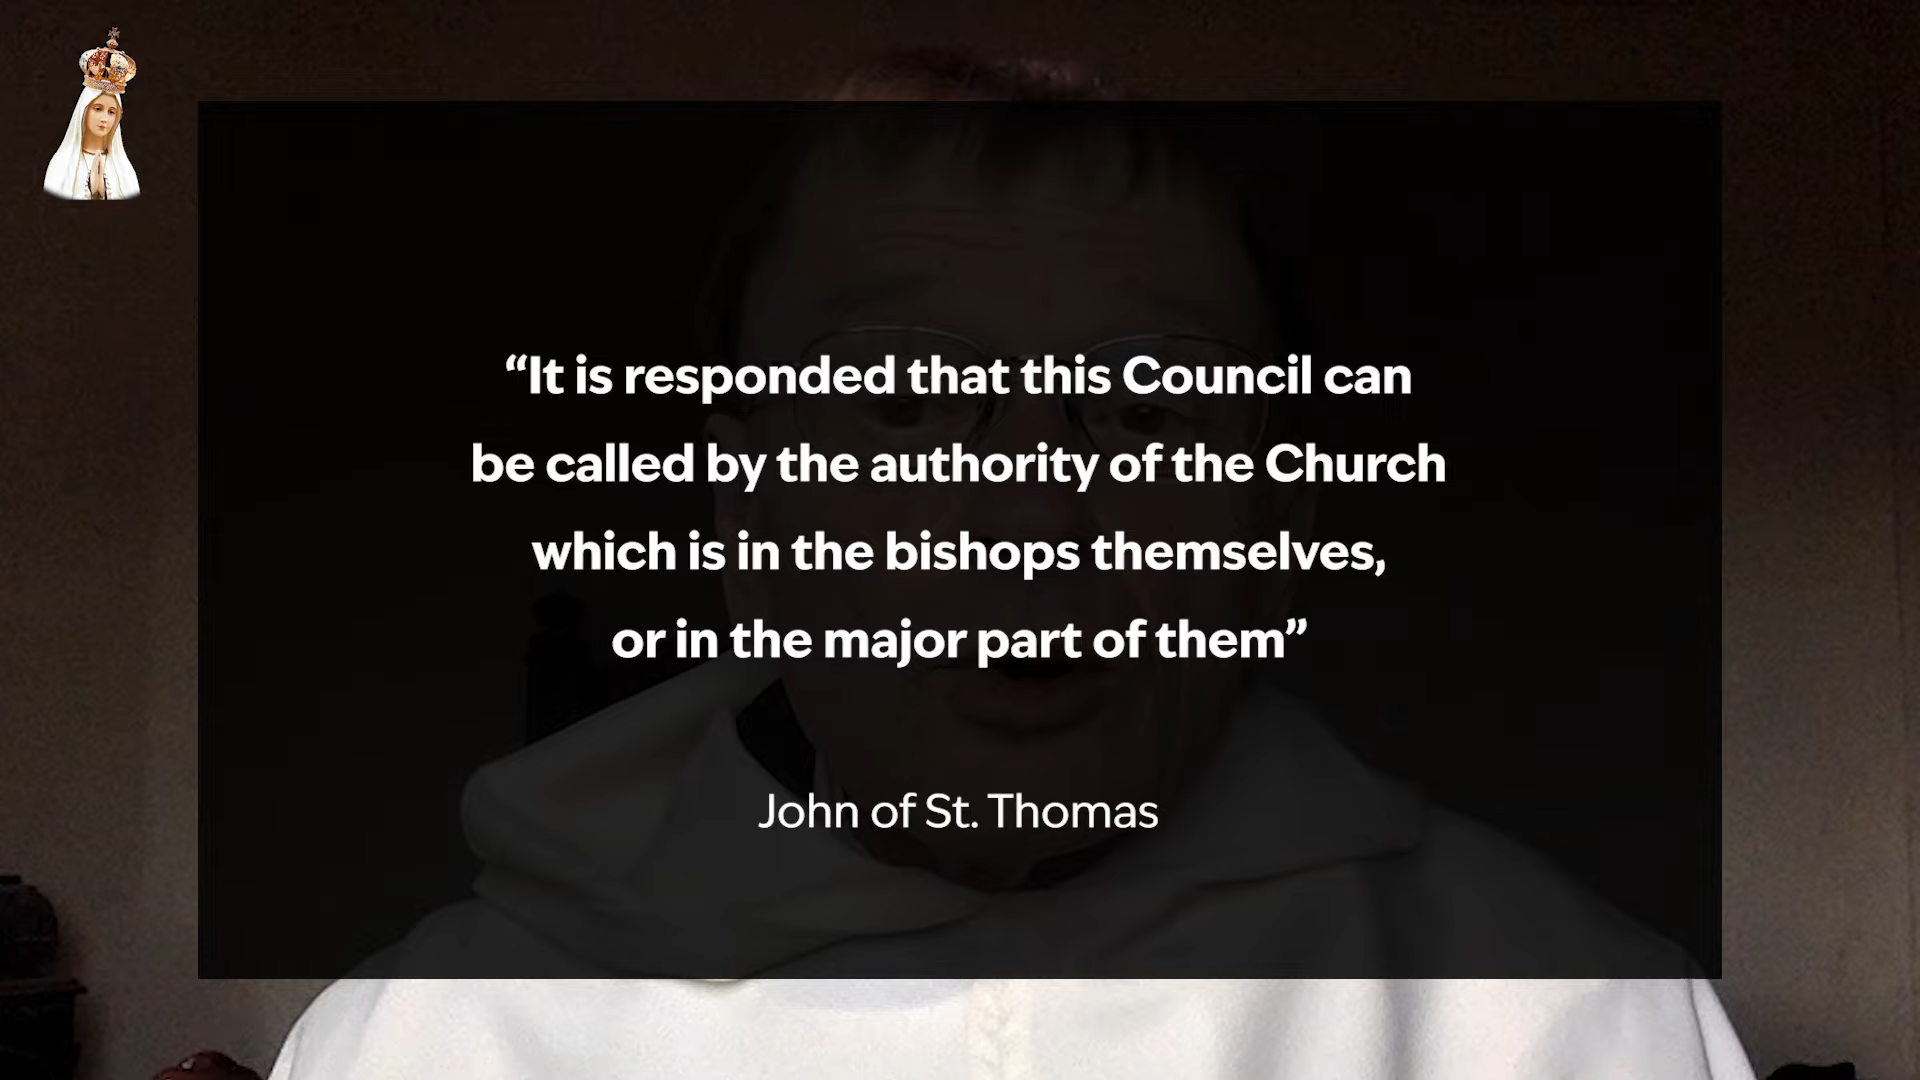 “It is responded that this Council can
be called by the authority of the Church
which is in the bishops themselves,
or in the major part of them”
John of St. Thomas